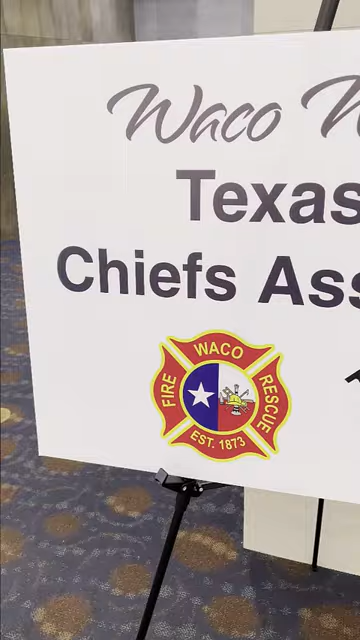 Waco
Texas
Chiefs Ass
WACO
FIRE
RESCUE
EST. 1873